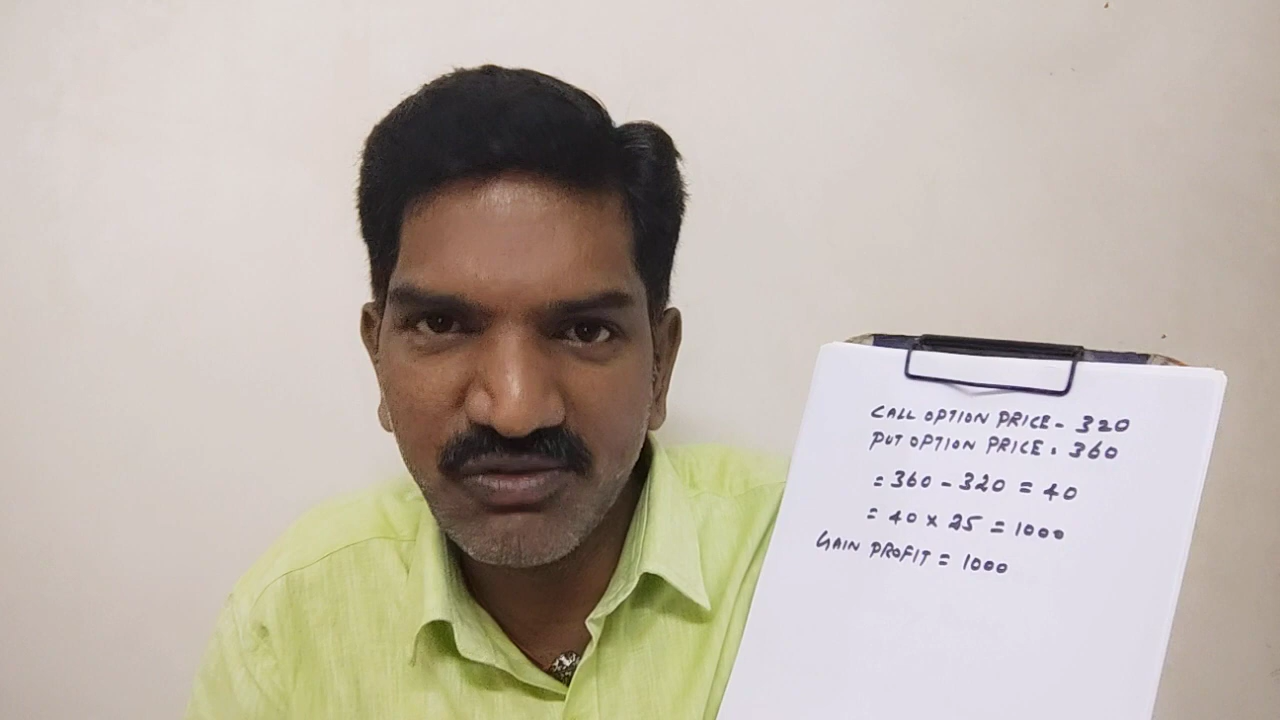 CALL OPTION PRICE - 320
PUT OPTION PRICE. 360
= 360 - 320 = 40
= 40 x 25 = 1000
GAIN PROFIT = 1000